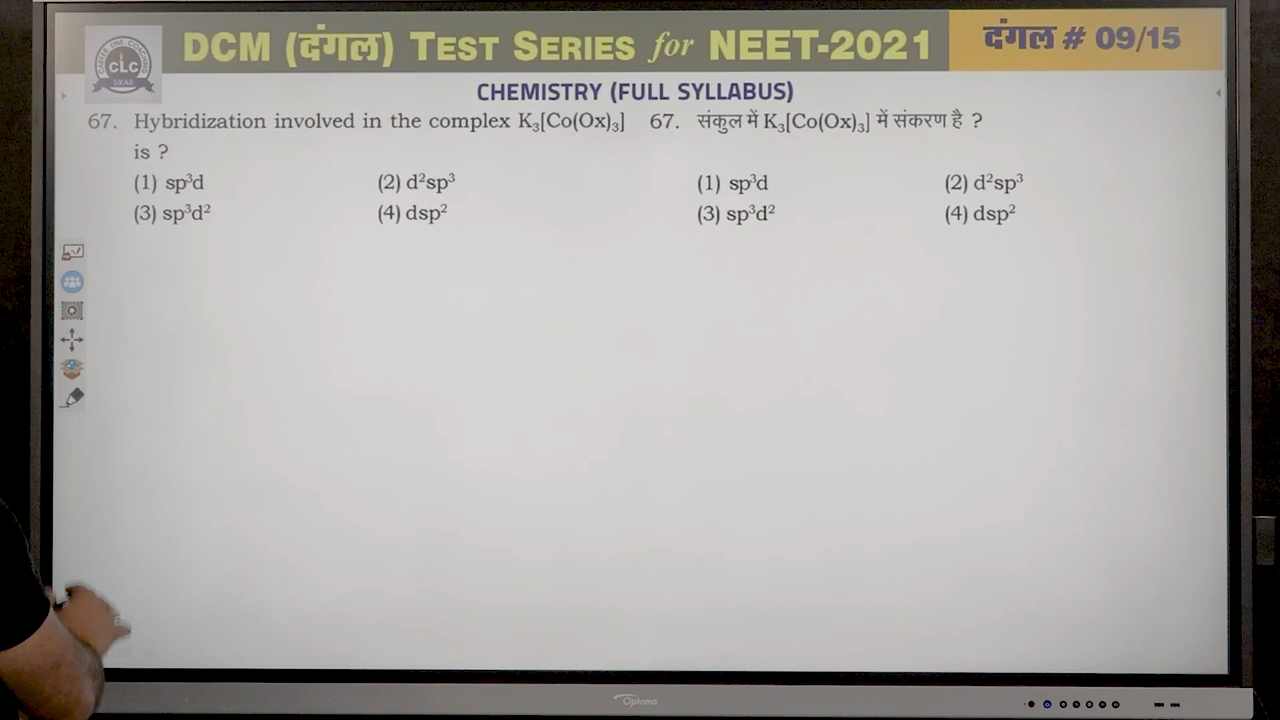 DCM (दंगल) TEST SERIES for NEET-2021
दंगल # 09/15
CLC
SIKAR
CHEMISTRY (FULL SYLLABUS)
67. Hybridization involved in the complex K₃[Co(Ox)₃]
is ?
(1) sp³d (2) d²sp³
(3) sp³d² (4) dsp²
67. संकुल में K₃[Co(Ox)₃] में संकरण है ?
(1) sp³d (2) d²sp³
(3) sp³d² (4) dsp²
Optoma